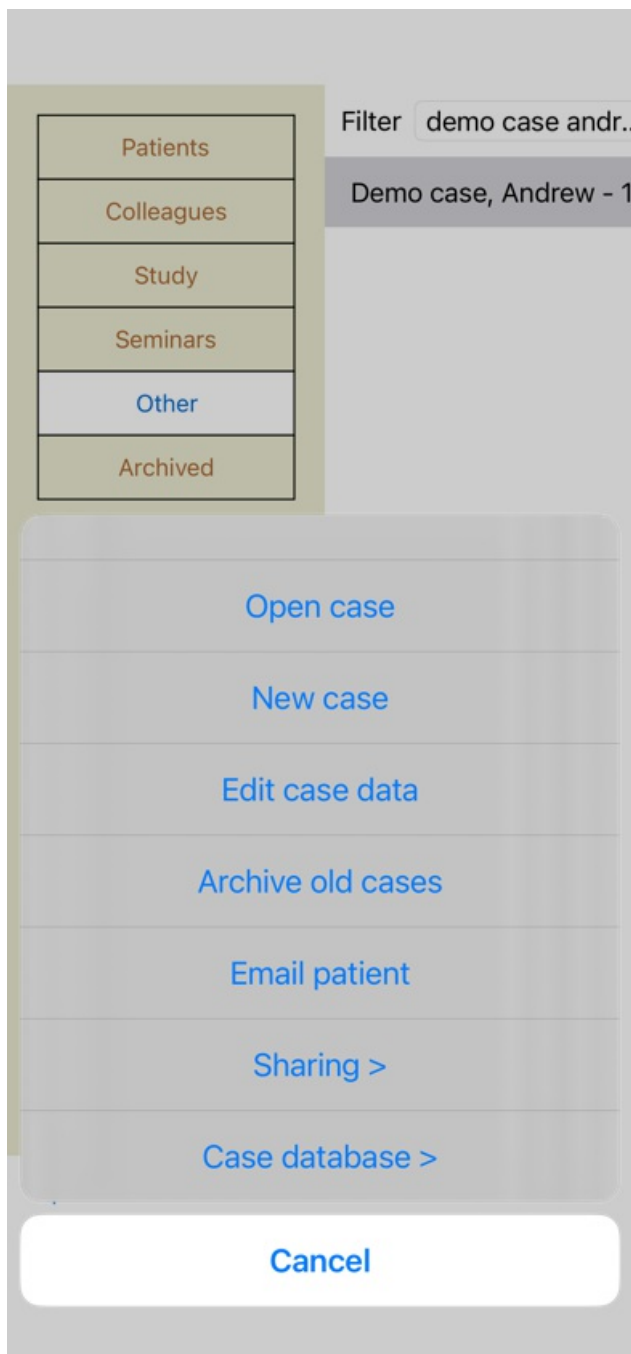 Patients
Colleagues
Study
Seminars
Other
Archived
Filter demo case andr..
Demo case, Andrew - 1
Open case
New case
Edit case data
Archive old cases
Email patient
Sharing >
Case database >
Cancel